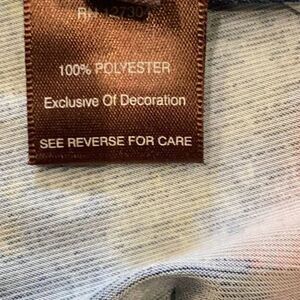 100% POLYESTER
Exclusive Of Decoration
SEE REVERSE FOR CARE